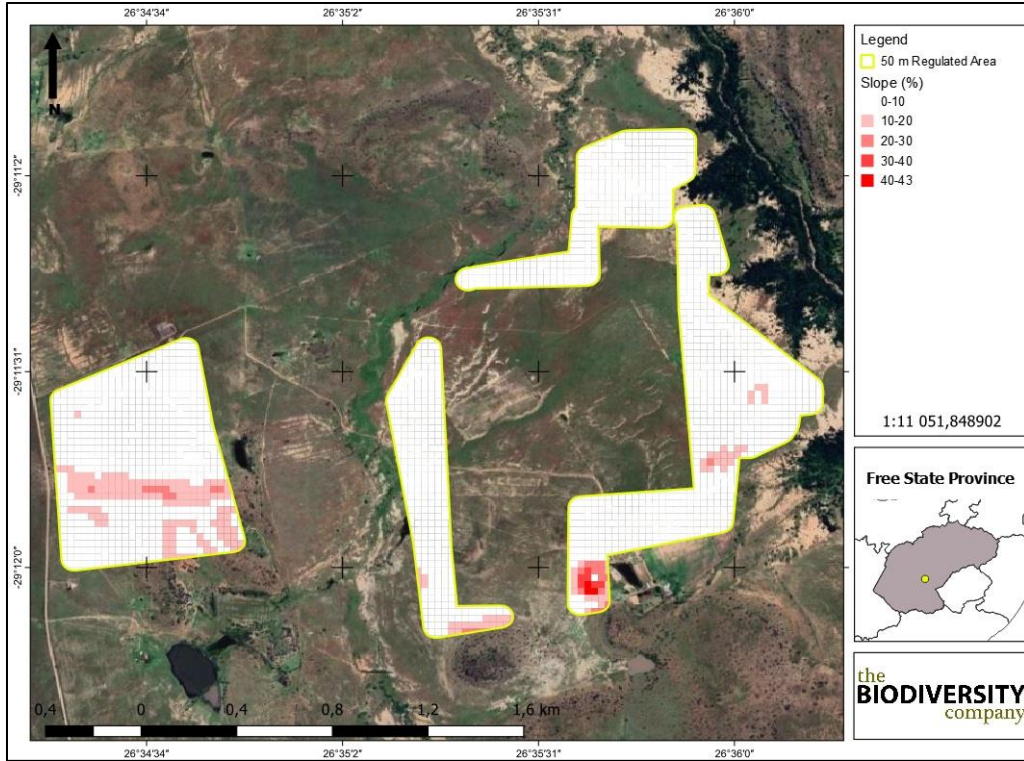 26°34'34" 26°35'2" 26°35'31" 26°36'0"
N
-29°11'2"
-29°11'31"
-29°12'0"
0,4 0 0,4 0,8 1,2 1,6 km
26°34'34" 26°35'2" 26°35'31" 26°36'0"
Legend
50 m Regulated Area
Slope (%)
0-10
10-20
20-30
30-40
40-43
1:11 051,848902
Free State Province
the
BIODIVERSITY
company